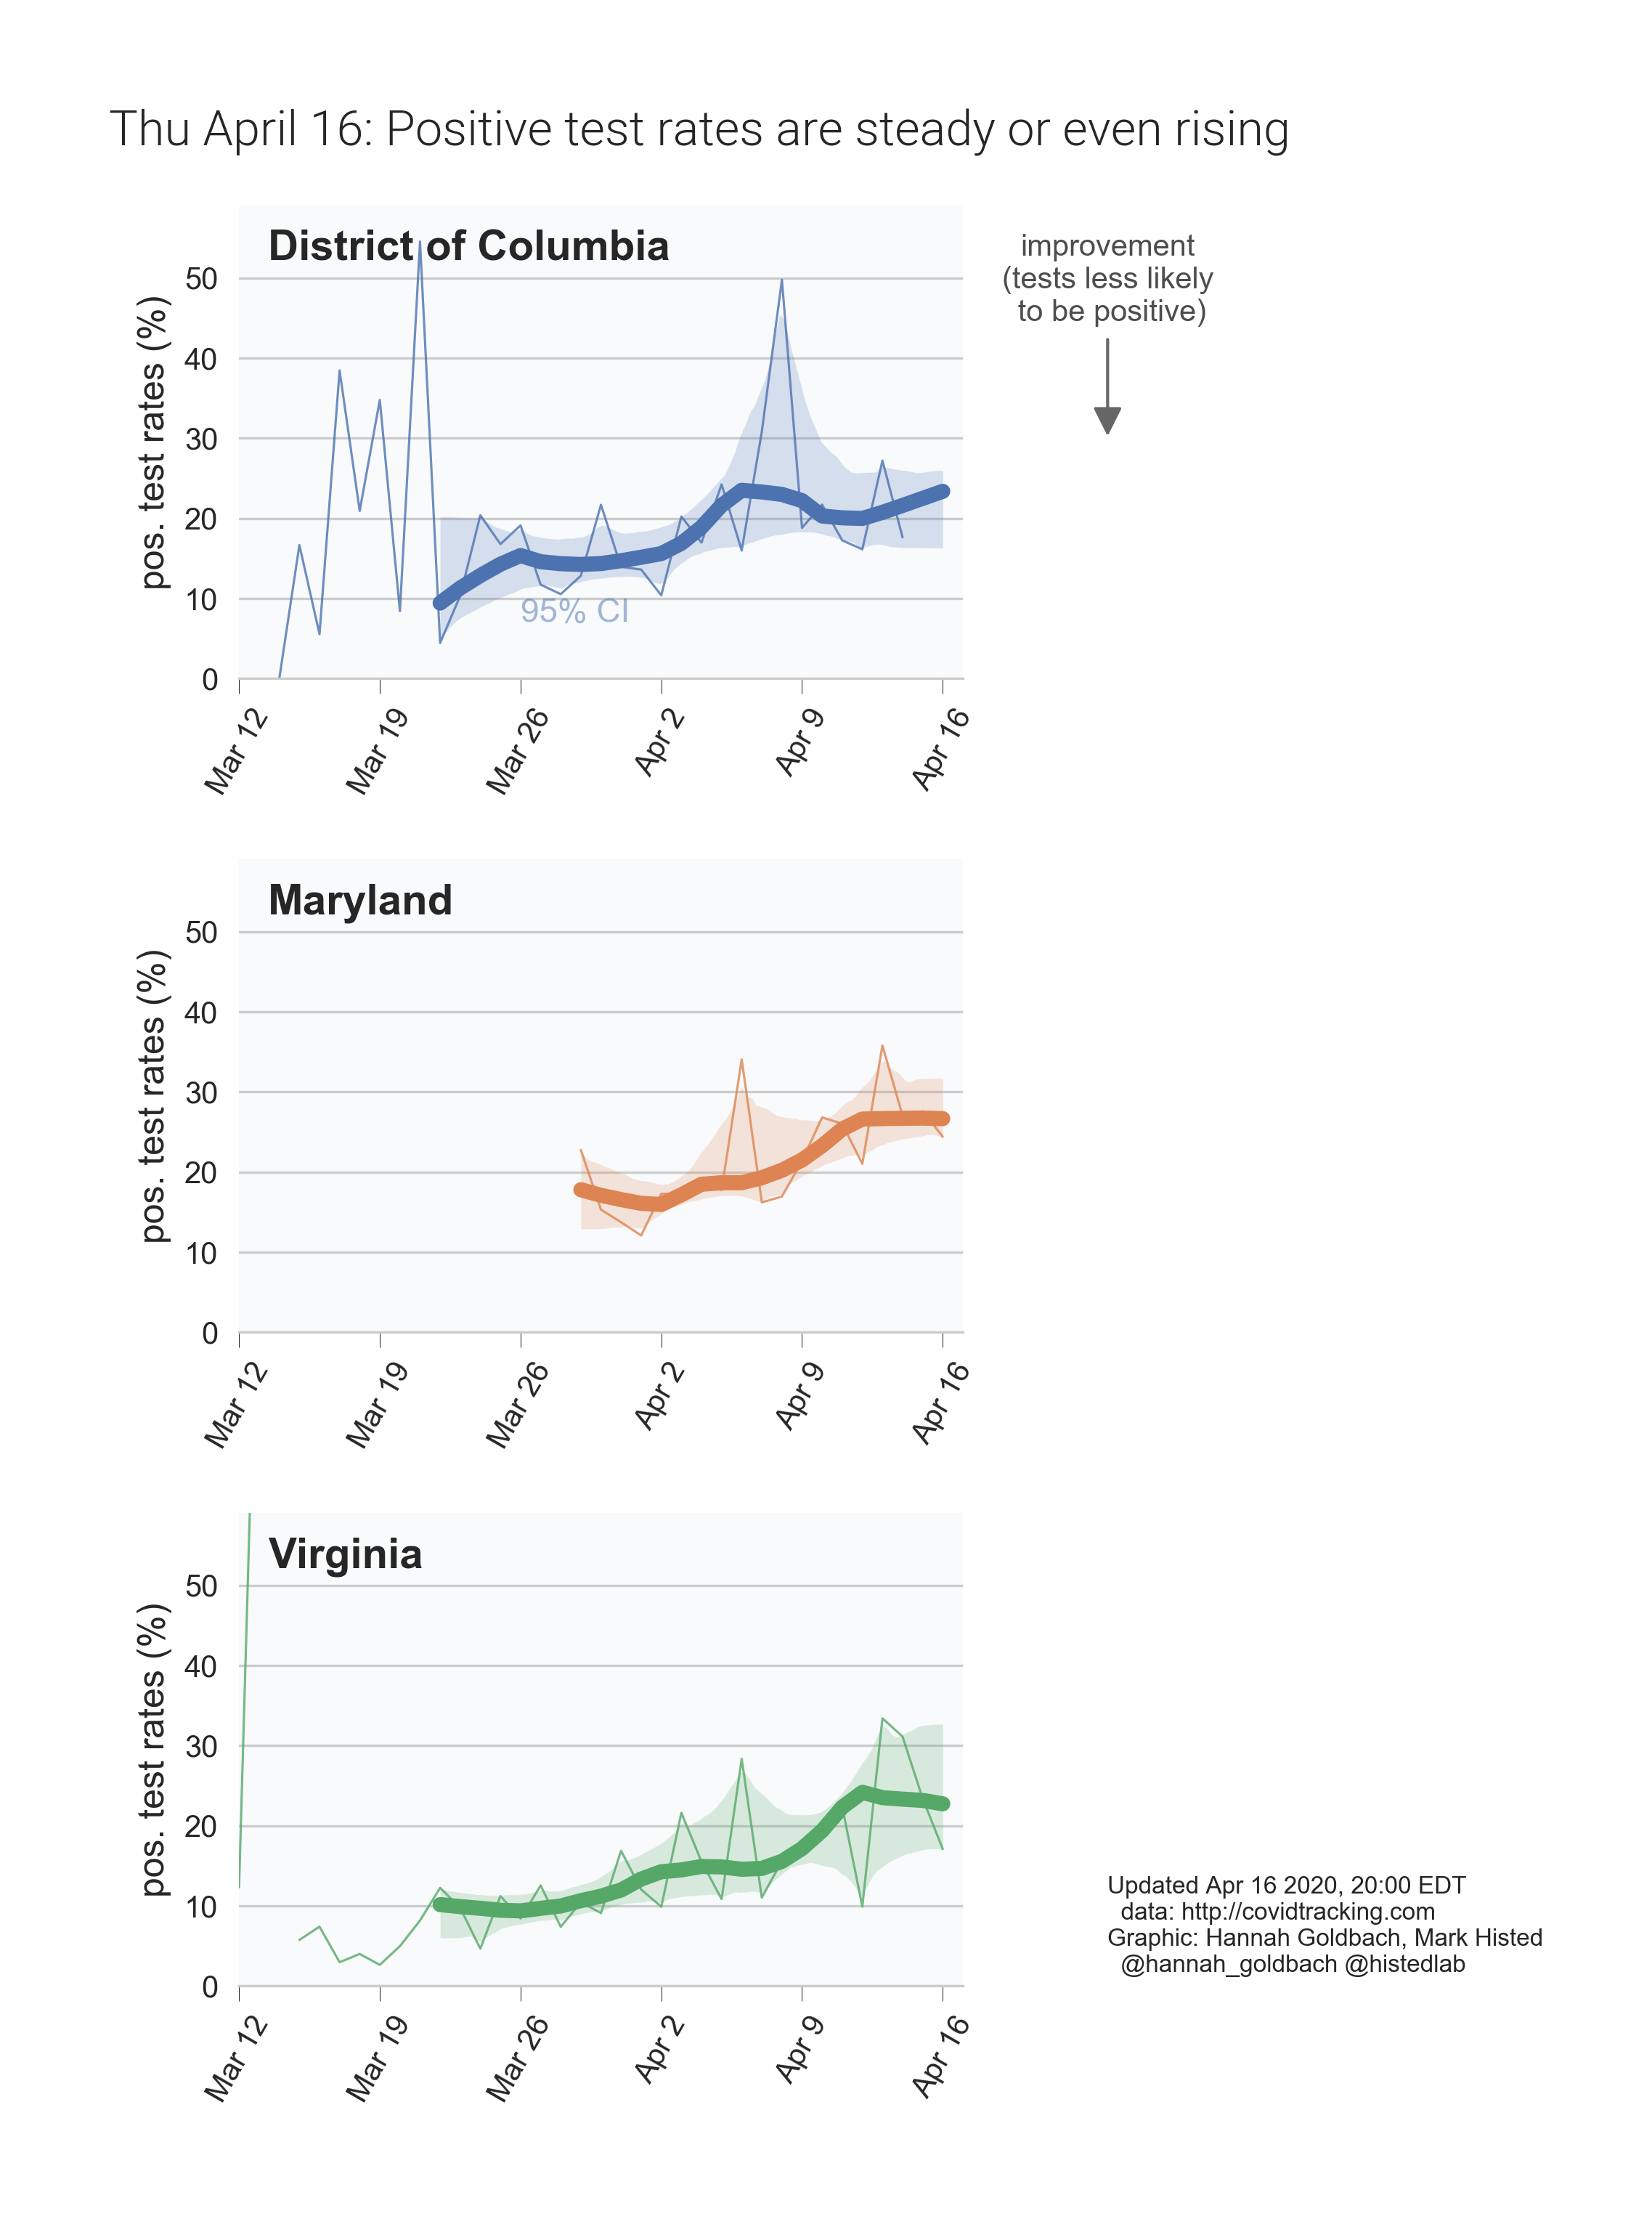 Thu April 16: Positive test rates are steady or even rising
District of Columbia
improvement
(tests less likely
to be positive)
pos. test rates (%)
50
40
30
20
10
0
95% CI
Mar 12
Mar 19
Mar 26
Apr 2
Apr 9
Apr 16
Maryland
pos. test rates (%)
50
40
30
20
10
0
Mar 12
Mar 19
Mar 26
Apr 2
Apr 9
Apr 16
Virginia
pos. test rates (%)
50
40
30
20
10
0
Mar 12
Mar 19
Mar 26
Apr 2
Apr 9
Apr 16
Updated Apr 16 2020, 20:00 EDT
data: http://covidtracking.com
Graphic: Hannah Goldbach, Mark Histed
@hannah_goldbach @histedlab